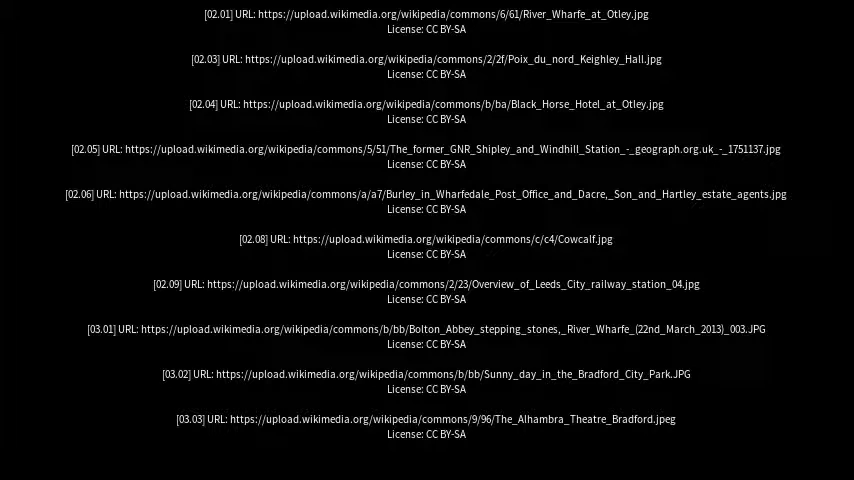 [02.01] URL: https://upload.wikimedia.org/wikipedia/commons/6/61/River_Wharfe_at_Otley.jpg
License: CC BY-SA
[02.03] URL: https://upload.wikimedia.org/wikipedia/commons/2/2f/Poix_du_nord_Keighley_Hall.jpg
License: CC BY-SA
[02.04] URL: https://upload.wikimedia.org/wikipedia/commons/b/ba/Black_Horse_Hotel_at_Otley.jpg
License: CC BY-SA
[02.05] URL: https://upload.wikimedia.org/wikipedia/commons/5/51/The_former_GNR_Shipley_and_Windhill_Station_-_geograph.org.uk_-_1751137.jpg
License: CC BY-SA
[02.06] URL: https://upload.wikimedia.org/wikipedia/commons/a/a7/Burley_in_Wharfedale_Post_Office_and_Dacre,_Son_and_Hartley_estate_agents.jpg
License: CC BY-SA
[02.08] URL: https://upload.wikimedia.org/wikipedia/commons/c/c4/Cowcalf.jpg
License: CC BY-SA
[02.09] URL: https://upload.wikimedia.org/wikipedia/commons/2/23/Overview_of_Leeds_City_railway_station_04.jpg
License: CC BY-SA
[03.01] URL: https://upload.wikimedia.org/wikipedia/commons/b/bb/Bolton_Abbey_stepping_stones,_River_Wharfe_(22nd_March_2013)_003.JPG
License: CC BY-SA
[03.02] URL: https://upload.wikimedia.org/wikipedia/commons/b/bb/Sunny_day_in_the_Bradford_City_Park.JPG
License: CC BY-SA
[03.03] URL: https://upload.wikimedia.org/wikipedia/commons/9/96/The_Alhambra_Theatre_Bradford.jpeg
License: CC BY-SA